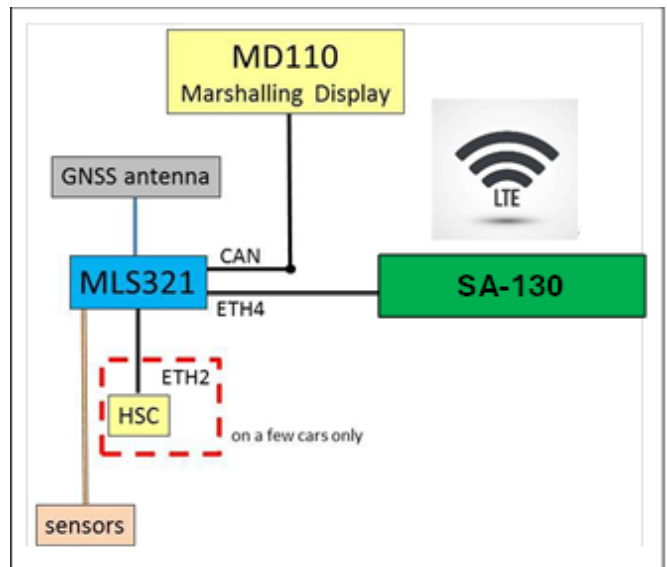 MD110
Marshalling Display
GNSS antenna
LTE
CAN
MLS321
SA-130
ETH4
ETH2
HSC
on a few cars only
sensors